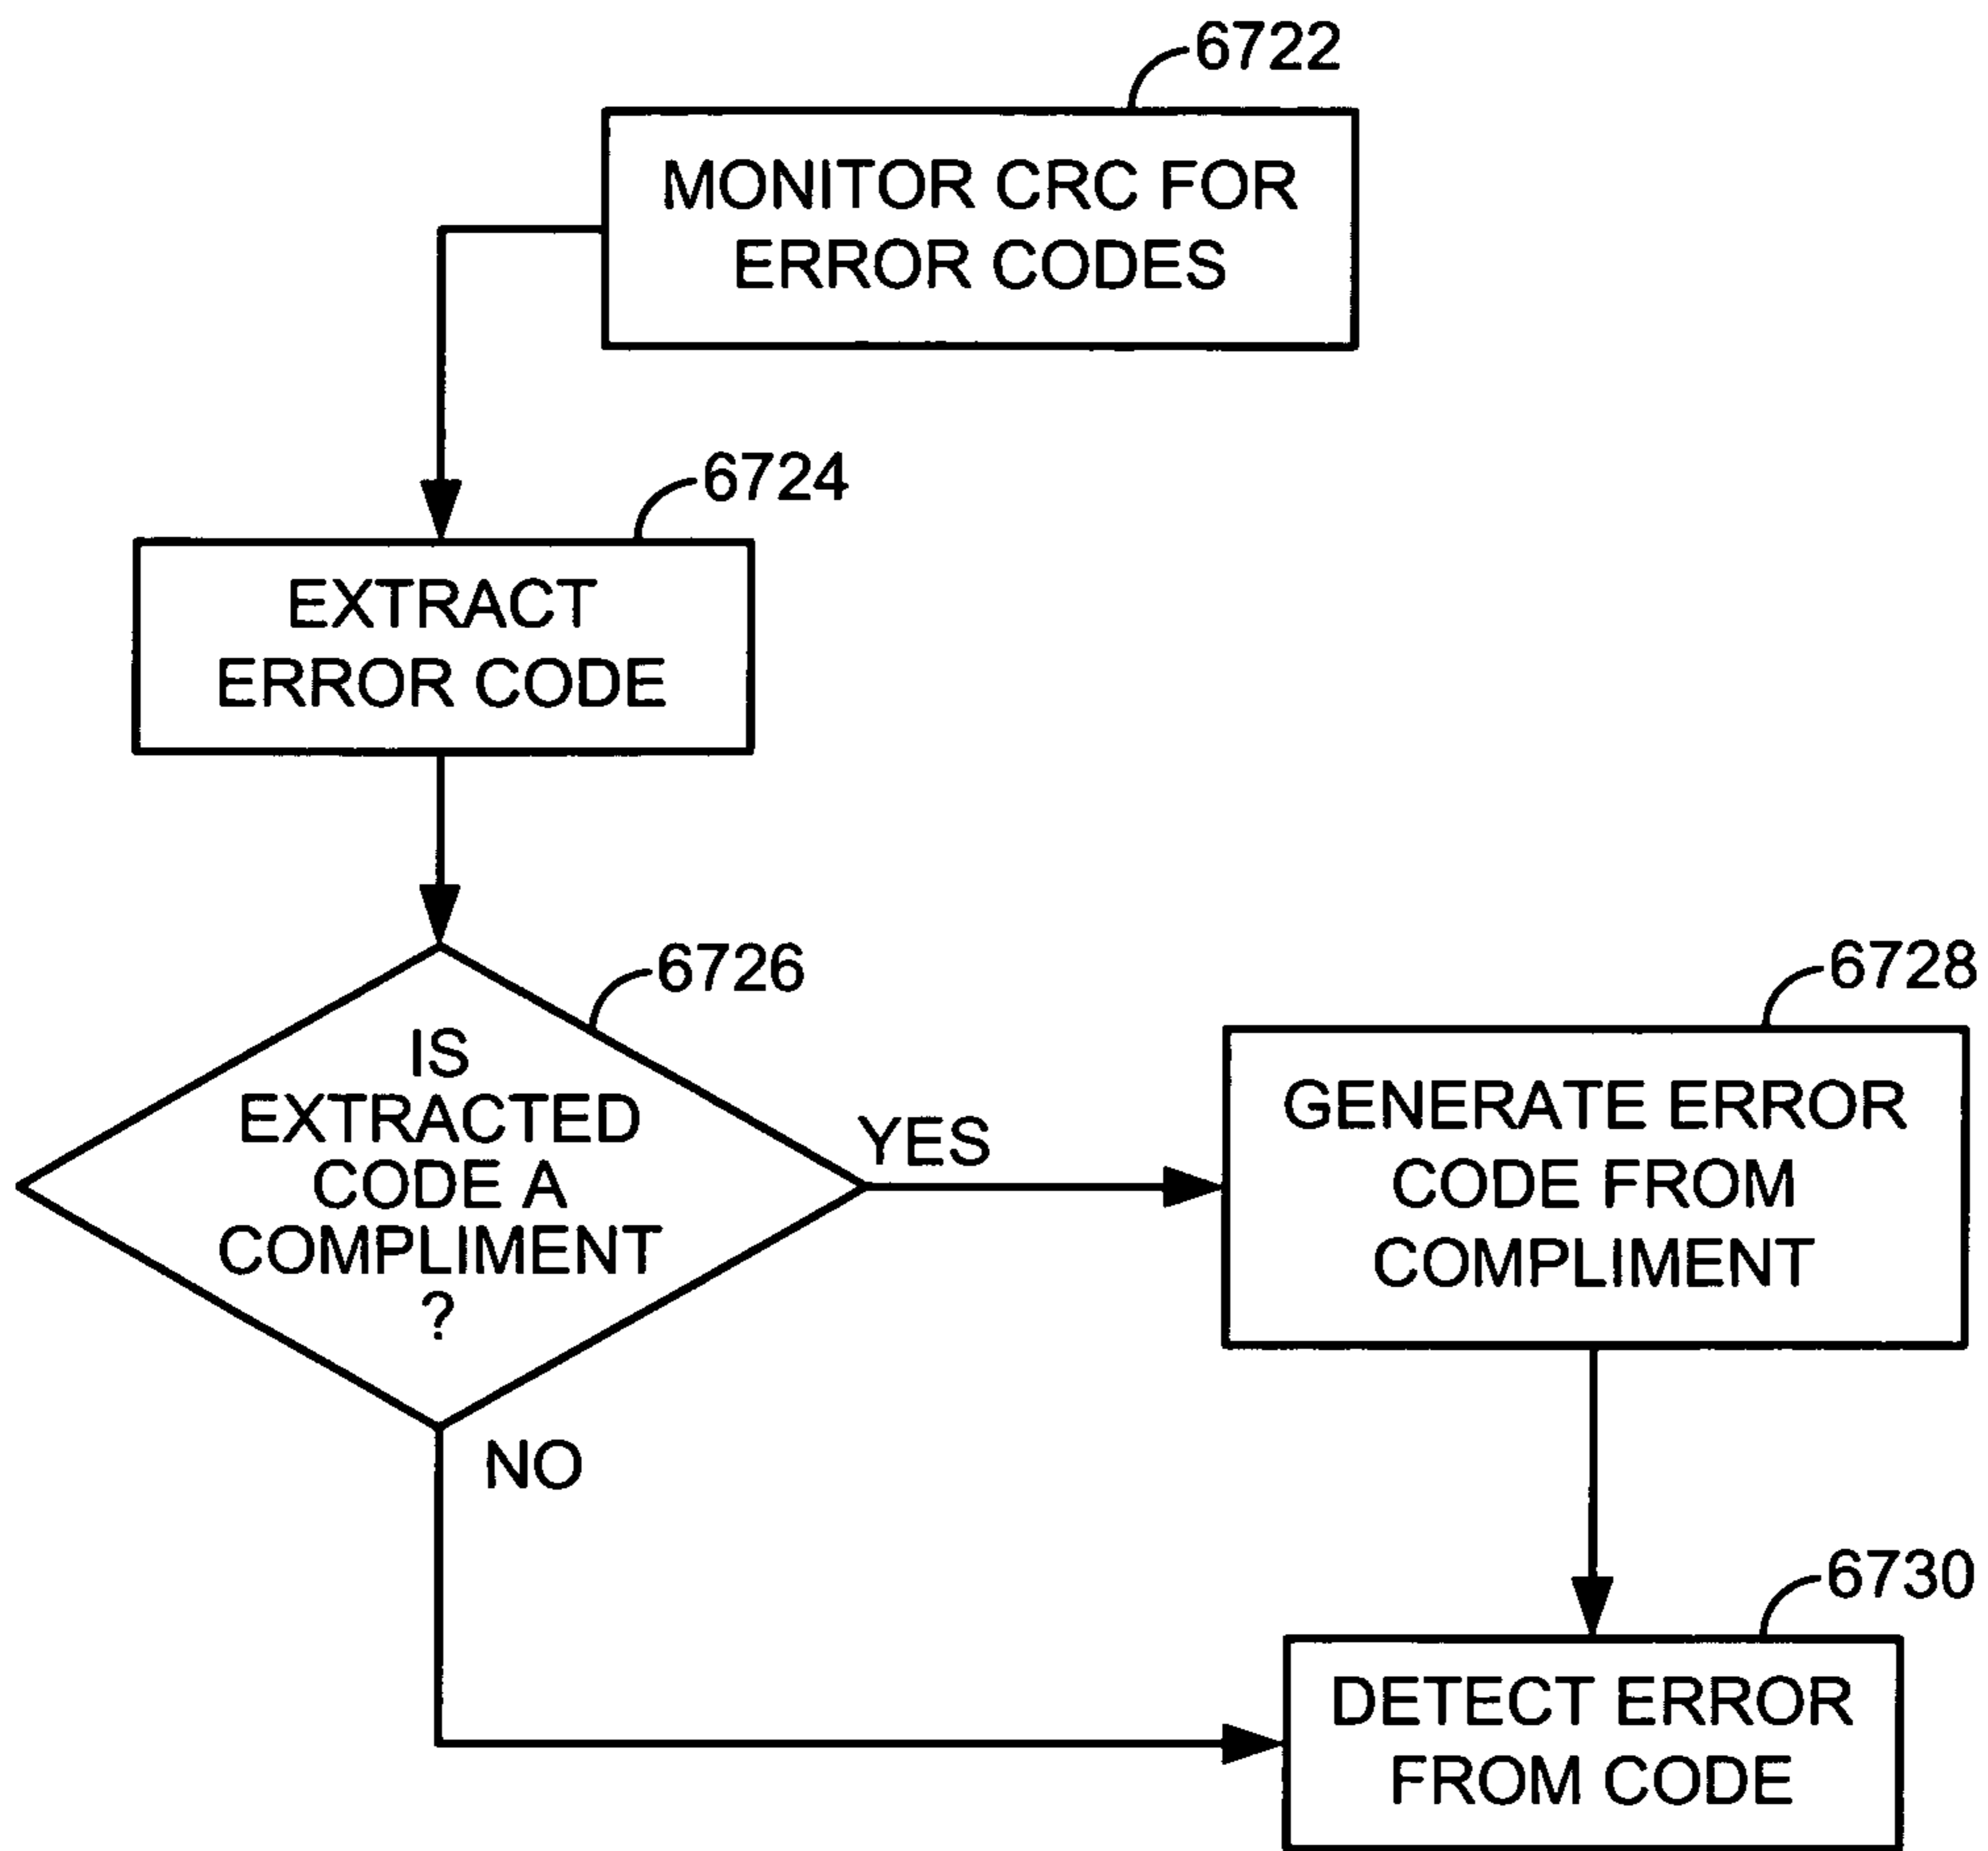 6722
MONITOR CRC FOR
ERROR CODES
6724
EXTRACT
ERROR CODE
6726
IS
EXTRACTED
CODE A
COMPLIMENT
?
YES
NO
6728
GENERATE ERROR
CODE FROM
COMPLIMENT
6730
DETECT ERROR
FROM CODE